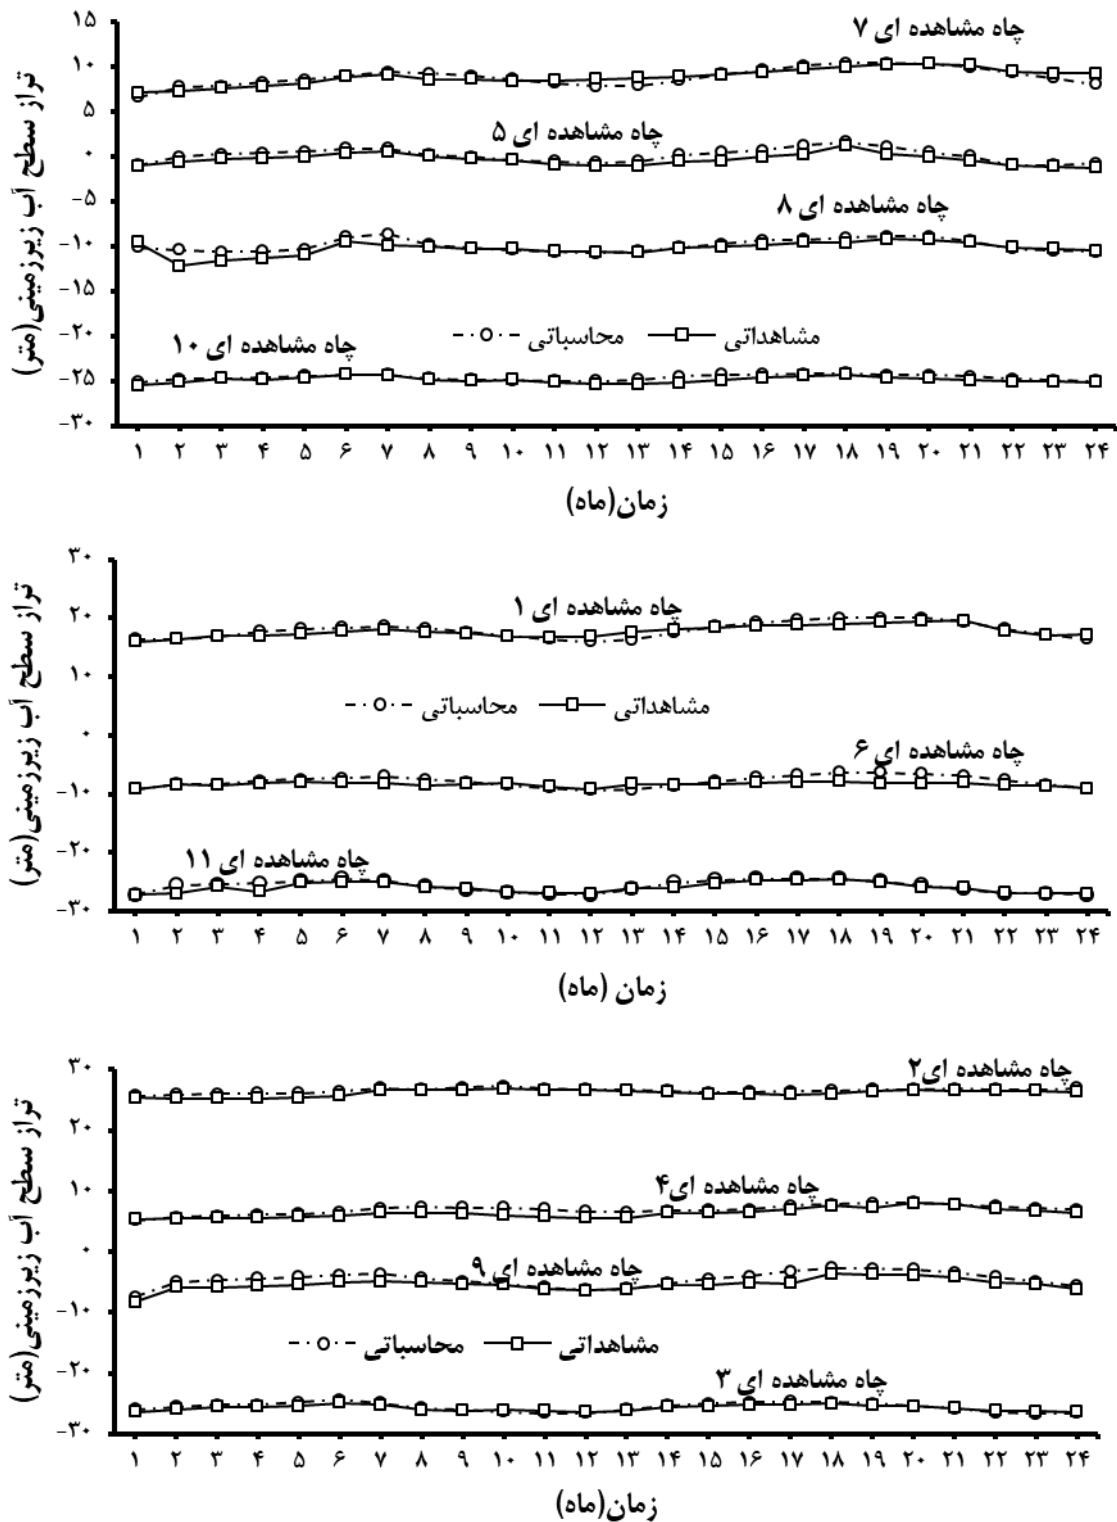 چاه مشاهده ای ۷
۱۵
۱۰
۵
۰
-۵
-۱۰
-۱۵
-۲۰
-۲۵
-۳۰
تراز سطح آب زیرزمینی(متر)
چاه مشاهده ای ۵
چاه مشاهده ای ۸
محاسباتی
مشاهداتی
چاه مشاهده ای ۱۰
۱ ۲ ۳ ۴ ۵ ۶ ۷ ۸ ۹ ۱۰ ۱۱ ۱۲ ۱۳ ۱۴ ۱۵ ۱۶ ۱۷ ۱۸ ۱۹ ۲۰ ۲۱ ۲۲ ۲۳ ۲۴
زمان(ماه)
۳۰
۲۰
۱۰
۰
-۱۰
-۲۰
-۳۰
تراز سطح آب زیرزمینی(متر)
چاه مشاهده ای ۱
محاسباتی
مشاهداتی
چاه مشاهده ای ۶
چاه مشاهده ای ۱۱
۱ ۲ ۳ ۴ ۵ ۶ ۷ ۸ ۹ ۱۰ ۱۱ ۱۲ ۱۳ ۱۴ ۱۵ ۱۶ ۱۷ ۱۸ ۱۹ ۲۰ ۲۱ ۲۲ ۲۳ ۲۴
زمان (ماه)
۳۰
۲۰
۱۰
۰
-۱۰
-۲۰
-۳۰
تراز سطح آب زیرزمینی(متر)
چاه مشاهده ای۲
چاه مشاهده ای۴
چاه مشاهده ای ۹
محاسباتی
مشاهداتی
چاه مشاهده ای ۳
۱ ۲ ۳ ۴ ۵ ۶ ۷ ۸ ۹ ۱۰ ۱۱ ۱۲ ۱۳ ۱۴ ۱۵ ۱۶ ۱۷ ۱۸ ۱۹ ۲۰ ۲۱ ۲۲ ۲۳ ۲۴
زمان(ماه)